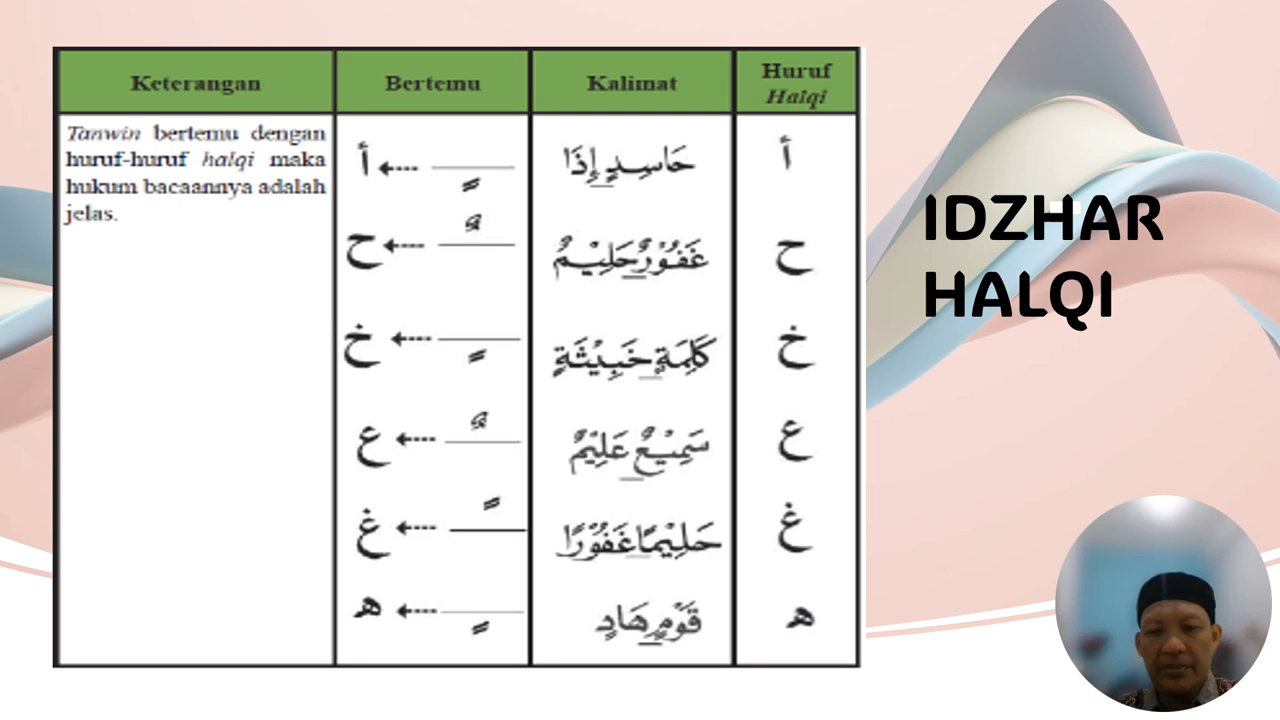 Keterangan Bertemu Kalimat Huruf Halqi
Tanwin bertemu dengan
huruf-huruf halqi maka
hukum bacaannya adalah
jelas.
ـٍ أ حَاسِدٍ إِذَا أ
ـٌ ح غَفُوْرٌ حَلِيْمٌ ح
ـٍ خ كَلِمَةٍ خَبِيْثَةٍ خ
ـٌ ع سَمِيْعٌ عَلِيْمٌ ع
ـً غ حَلِيْمًا غَفُوْرًا غ
ـٍ ه قَوْمٍ هَادٍ ه
IDZHAR
HALQI